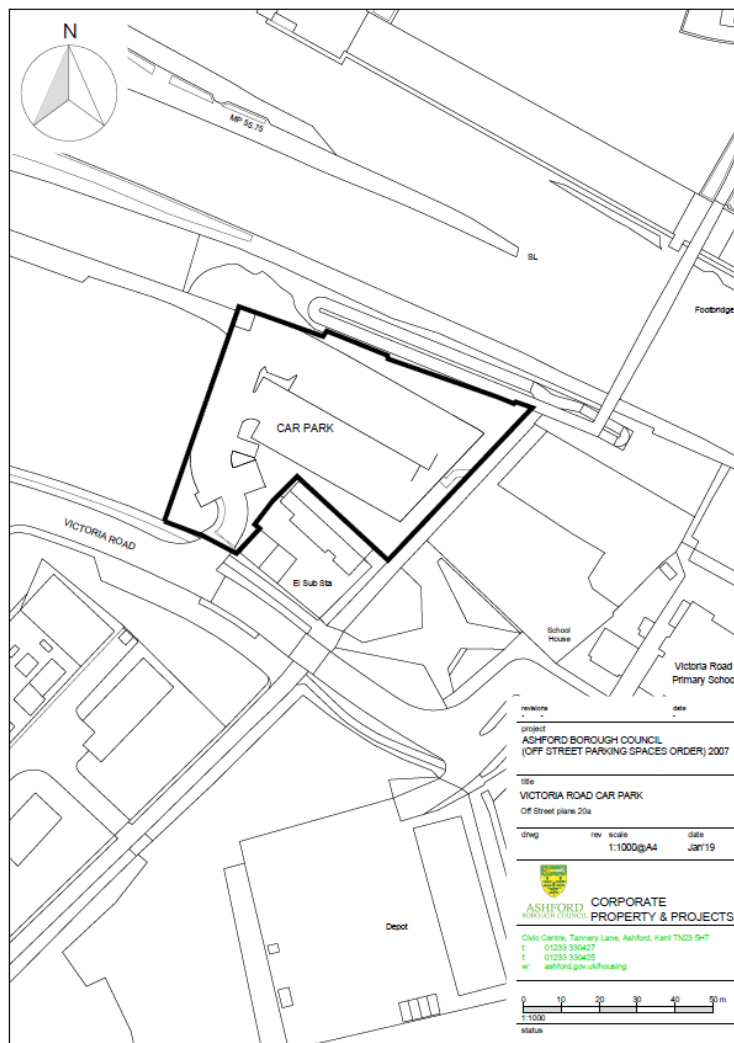 N
MP 55.75
SL
Footbridge
CAR PARK
VICTORIA ROAD
El Sub Sta
School
House
Victoria Road
Primary School
Depot
revisions date
- - -
project
ASHFORD BOROUGH COUNCIL
(OFF STREET PARKING SPACES ORDER) 2007
title
VICTORIA ROAD CAR PARK
Off Street plans 20a
drwg rev scale date
1:1000@A4 Jan'19
ASHFORD
BOROUGH COUNCIL
CORPORATE
PROPERTY & PROJECTS
Civic Centre, Tannery Lane, Ashford, Kent TN23 5HT
t: 01233 330427
f: 01233 330425
w: ashford.gov.uk/housing
0 10 20 30 40 50 m
1:1000
status